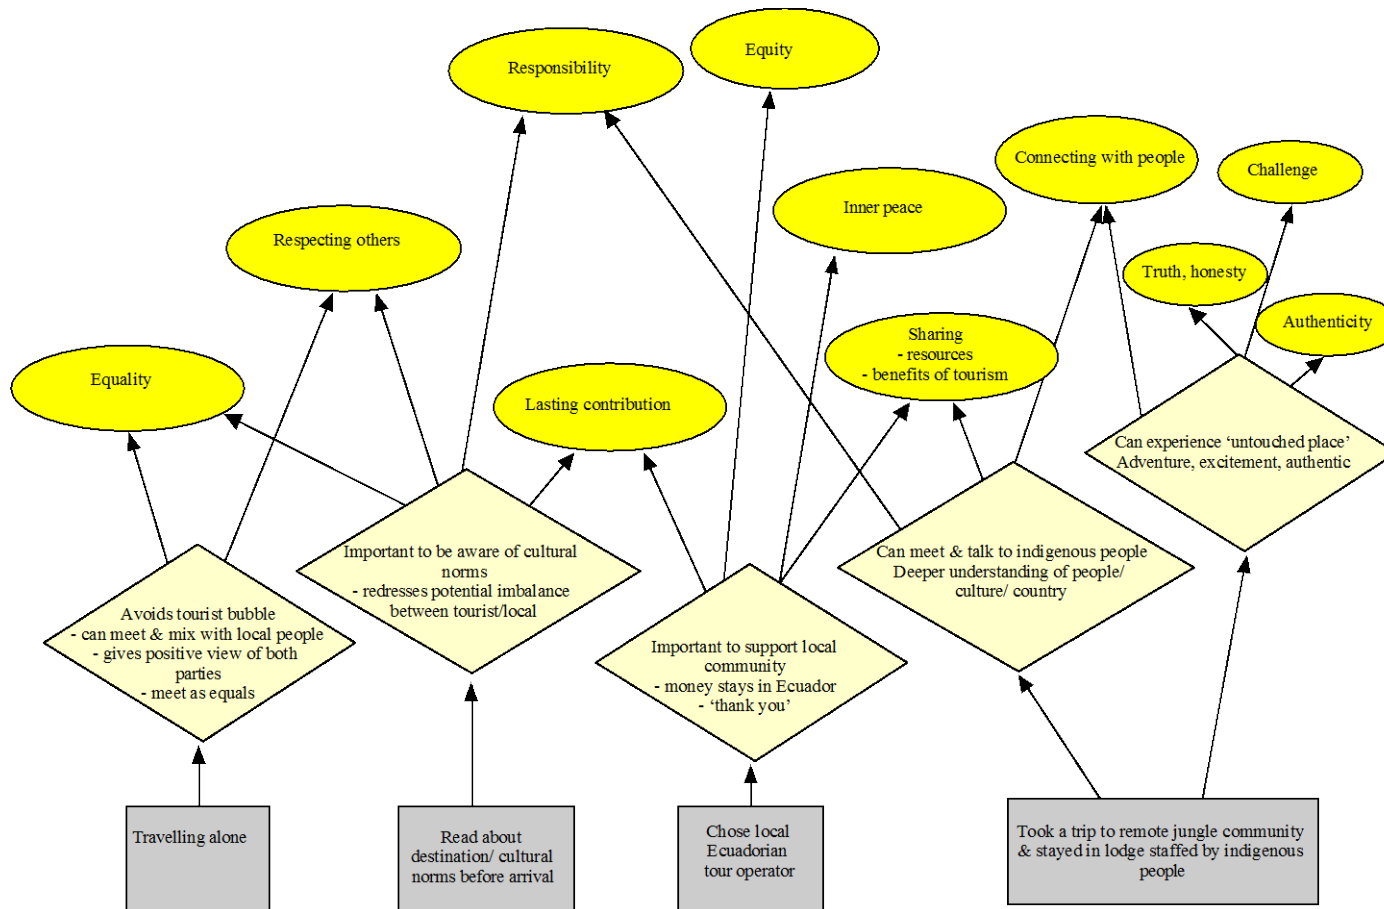 Equity
Responsibility
Connecting with people
Challenge
Inner peace
Respecting others
Truth, honesty
Authenticity
Sharing
- resources
- benefits of tourism
Equality
Lasting contribution
Can experience ‘untouched place’
Adventure, excitement, authentic
Important to be aware of cultural
norms
- redresses potential imbalance
between tourist/local
Can meet & talk to indigenous people
Deeper understanding of people/
culture/ country
Avoids tourist bubble
- can meet & mix with local people
- gives positive view of both
parties
- meet as equals
Important to support local
community
- money stays in Ecuador
- ‘thank you’
Travelling alone
Read about
destination/ cultural
norms before arrival
Chose local
Ecuadorian
tour operator
Took a trip to remote jungle community
& stayed in lodge staffed by indigenous
people